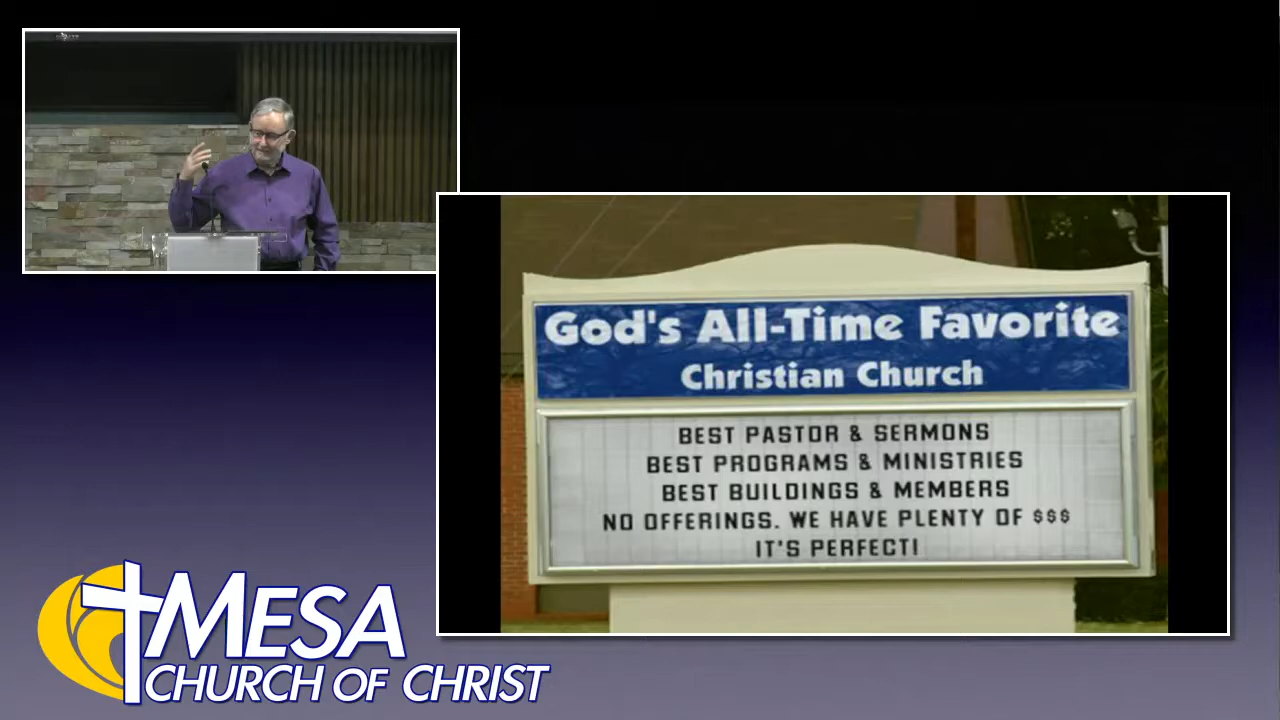 God's All-Time Favorite
Christian Church
BEST PASTOR & SERMONS
BEST PROGRAMS & MINISTRIES
BEST BUILDINGS & MEMBERS
NO OFFERINGS. WE HAVE PLENTY OF $$$
IT'S PERFECT!
MESA
CHURCH OF CHRIST